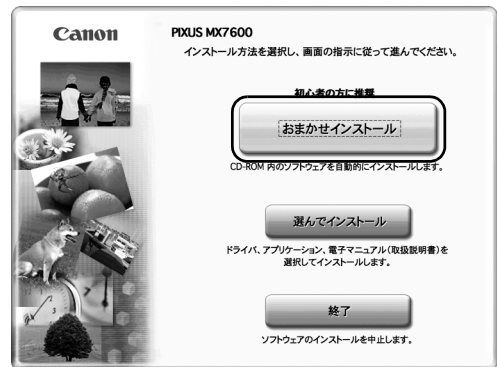 Canon
PIXUS MX7600
インストール方法を選択し、画面の指示に従って進んでください。
初心者の方に推奨
おまかせインストール
CD-ROM 内のソフトウェアを自動的にインストールします。
選んでインストール
ドライバ、アプリケーション、電子マニュアル（取扱説明書）を
選択してインストールします。
終了
ソフトウェアのインストールを中止します。